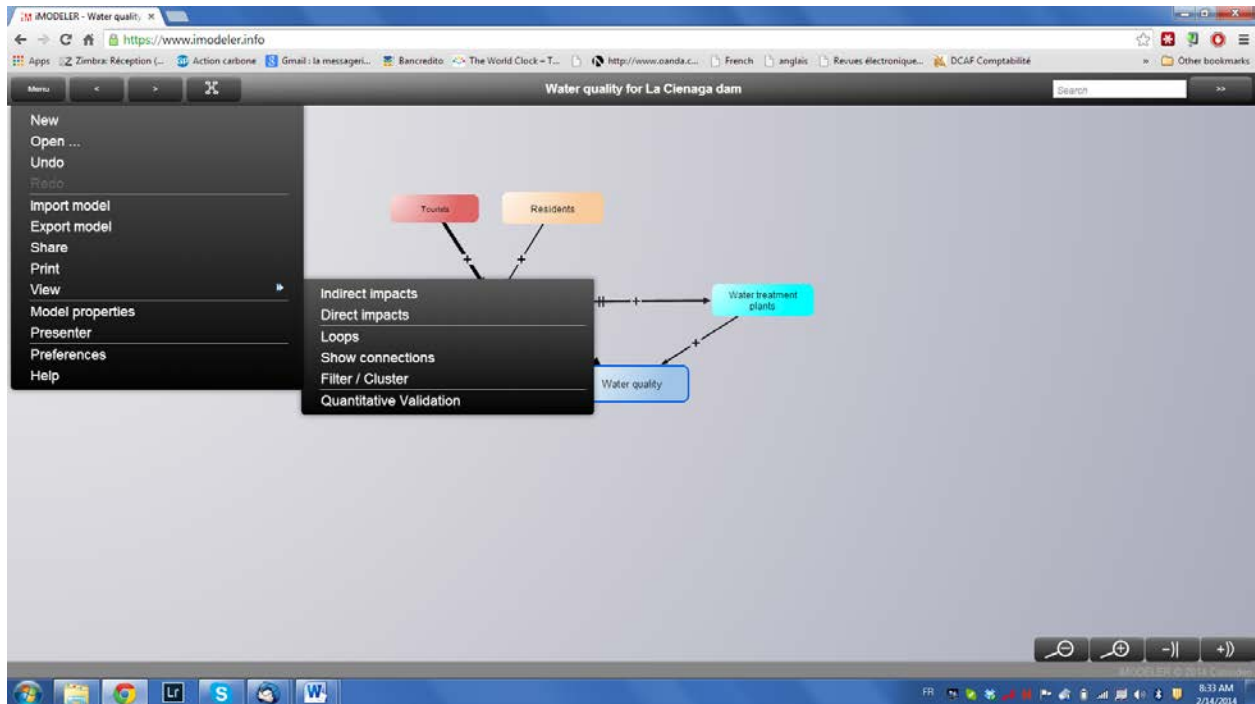 iMODELER - Water quality
https://www.imodeler.info
Apps Zimbra: Réception (... Action carbone Gmail : la messageri... Bancredito The World Clock – T... http://www.oanda.c... French anglais Revues électronique... DCAF Comptabilité » Other bookmarks
Menu < > Water quality for La Cienaga dam Search >>
New
Open ...
Undo
Redo
Import model
Export model
Share
Print
View
Model properties
Presenter
Preferences
Help
Indirect impacts
Direct impacts
Loops
Show connections
Filter / Cluster
Quantitative Validation
Tourists
Residents
+ +
+
Water treatment
plants
+
Water quality
-)| +))
iMODELER © 2014 Consideo
Lr S W FR 8:33 AM
2/14/2014